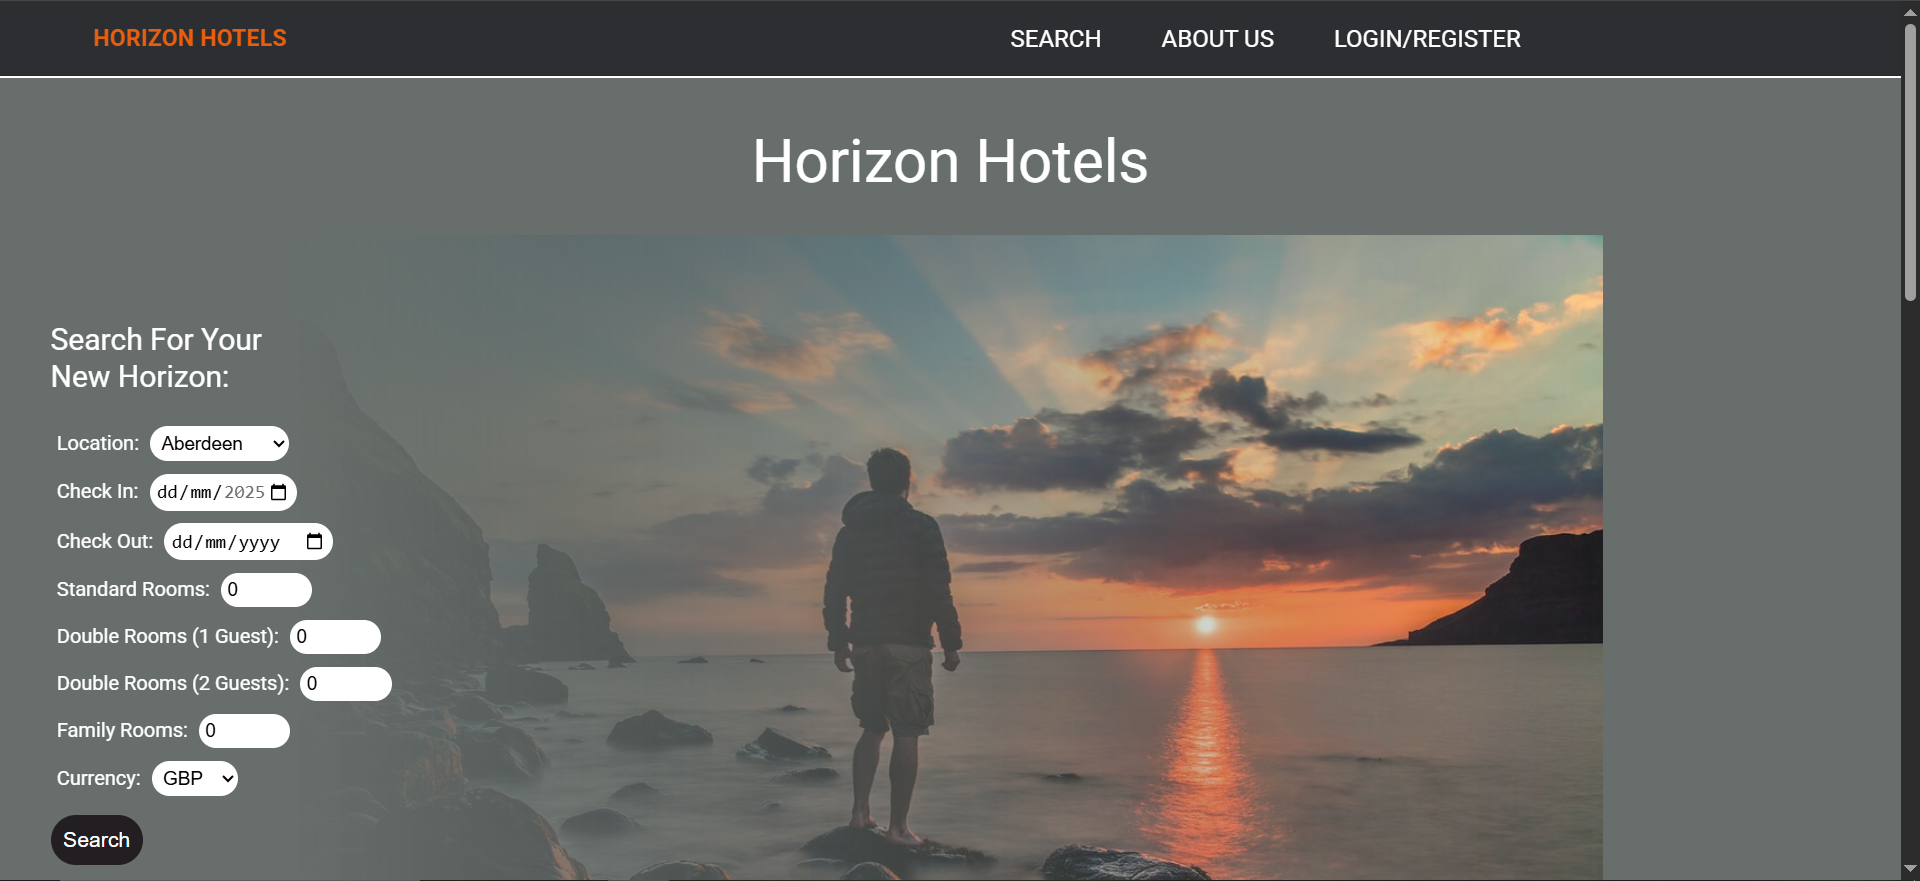 HORIZON HOTELS
SEARCH
ABOUT US
LOGIN/REGISTER
Horizon Hotels
Search For Your
New Horizon:
Location: Aberdeen
Check In: dd/mm/2025
Check Out: dd/mm/yyyy
Standard Rooms: 0
Double Rooms (1 Guest): 0
Double Rooms (2 Guests): 0
Family Rooms: 0
Currency: GBP
Search